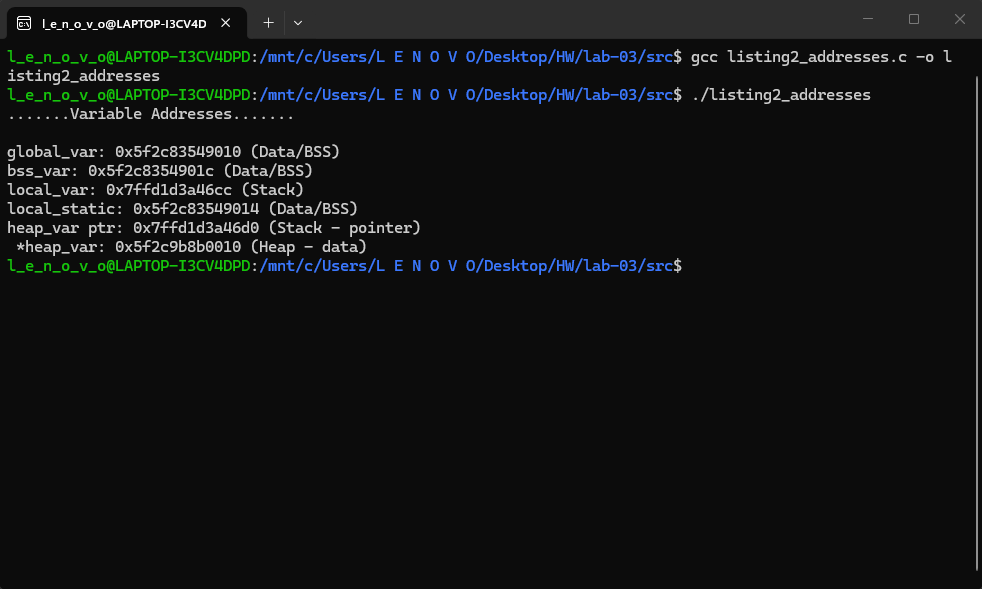 l_e_n_o_v_o@LAPTOP-I3CV4D
l_e_n_o_v_o@LAPTOP-I3CV4DPD:/mnt/c/Users/L E N O V O/Desktop/HW/lab-03/src$ gcc listing2_addresses.c -o l
isting2_addresses
l_e_n_o_v_o@LAPTOP-I3CV4DPD:/mnt/c/Users/L E N O V O/Desktop/HW/lab-03/src$ ./listing2_addresses
.......Variable Addresses.......
global_var: 0x5f2c83549010 (Data/BSS)
bss_var: 0x5f2c8354901c (Data/BSS)
local_var: 0x7ffd1d3a46cc (Stack)
local_static: 0x5f2c83549014 (Data/BSS)
heap_var ptr: 0x7ffd1d3a46d0 (Stack - pointer)
 *heap_var: 0x5f2c9b8b0010 (Heap - data)
l_e_n_o_v_o@LAPTOP-I3CV4DPD:/mnt/c/Users/L E N O V O/Desktop/HW/lab-03/src$